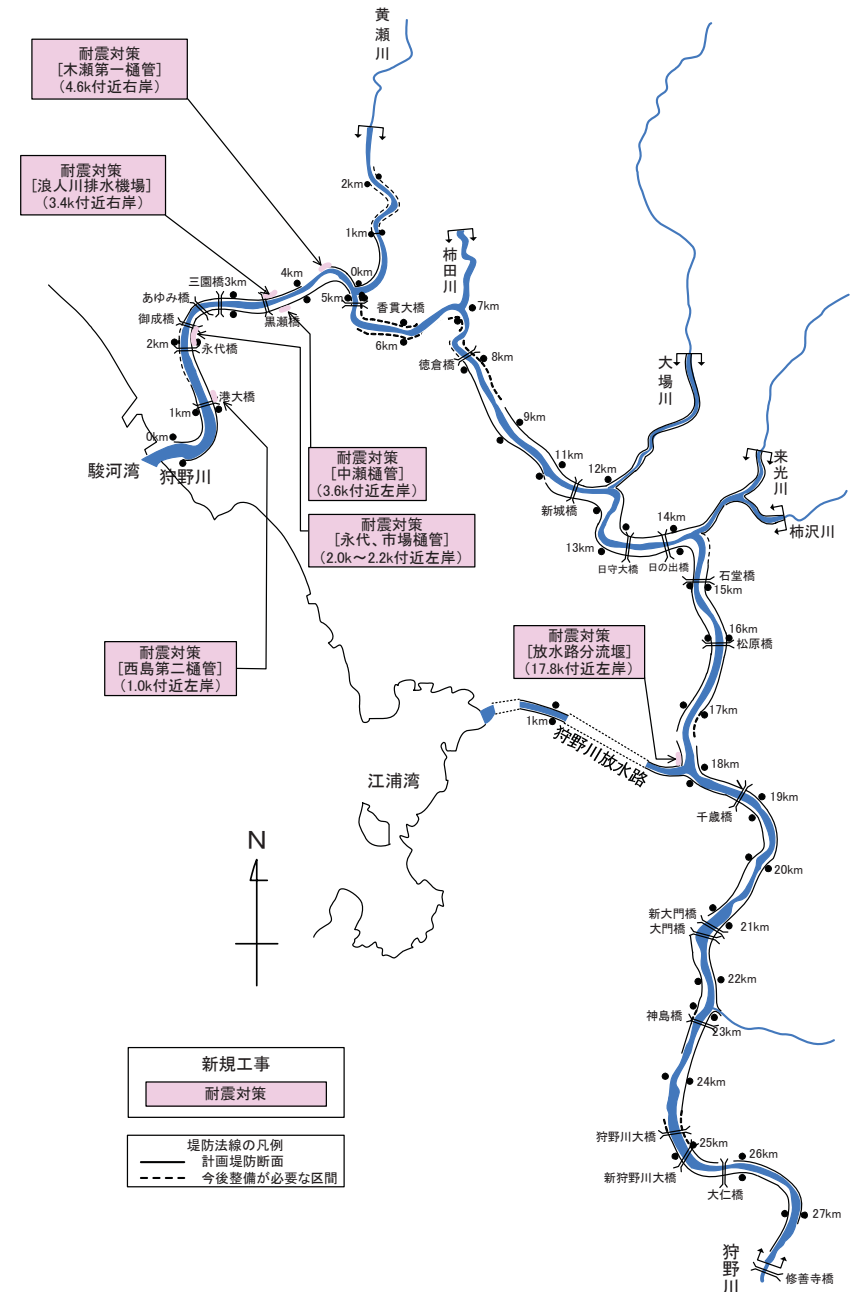 黄瀬川
耐震対策
[木瀬第一樋管]
(4.6k付近右岸)
耐震対策
[浪人川排水機場]
(3.4k付近右岸)
2km
1km
柿田川
三園橋3km
4km
0km
あゆみ橋
5km
香貫大橋
7km
御成橋
黒瀬橋
2km
永代橋
6km
徳倉橋
8km
大場川
港大橋
1km
9km
0km
駿河湾
狩野川
耐震対策
[中瀬樋管]
(3.6k付近左岸)
11km
12km
来光川
新城橋
耐震対策
[永代、市場樋管]
(2.0k～2.2k付近左岸)
14km
柿沢川
13km
日守大橋
日の出橋
石堂橋
15km
16km
松原橋
耐震対策
[西島第二樋管]
(1.0k付近左岸)
耐震対策
[放水路分流堰]
(17.8k付近左岸)
17km
1km
狩野川放水路
18km
江浦湾
19km
千歳橋
N
20km
新大門橋
大門橋
21km
22km
神島橋
23km
新規工事
耐震対策
24km
堤防法線の凡例
計画堤防断面
今後整備が必要な区間
狩野川大橋
25km
26km
新狩野川大橋
大仁橋
27km
狩野川
修善寺橋